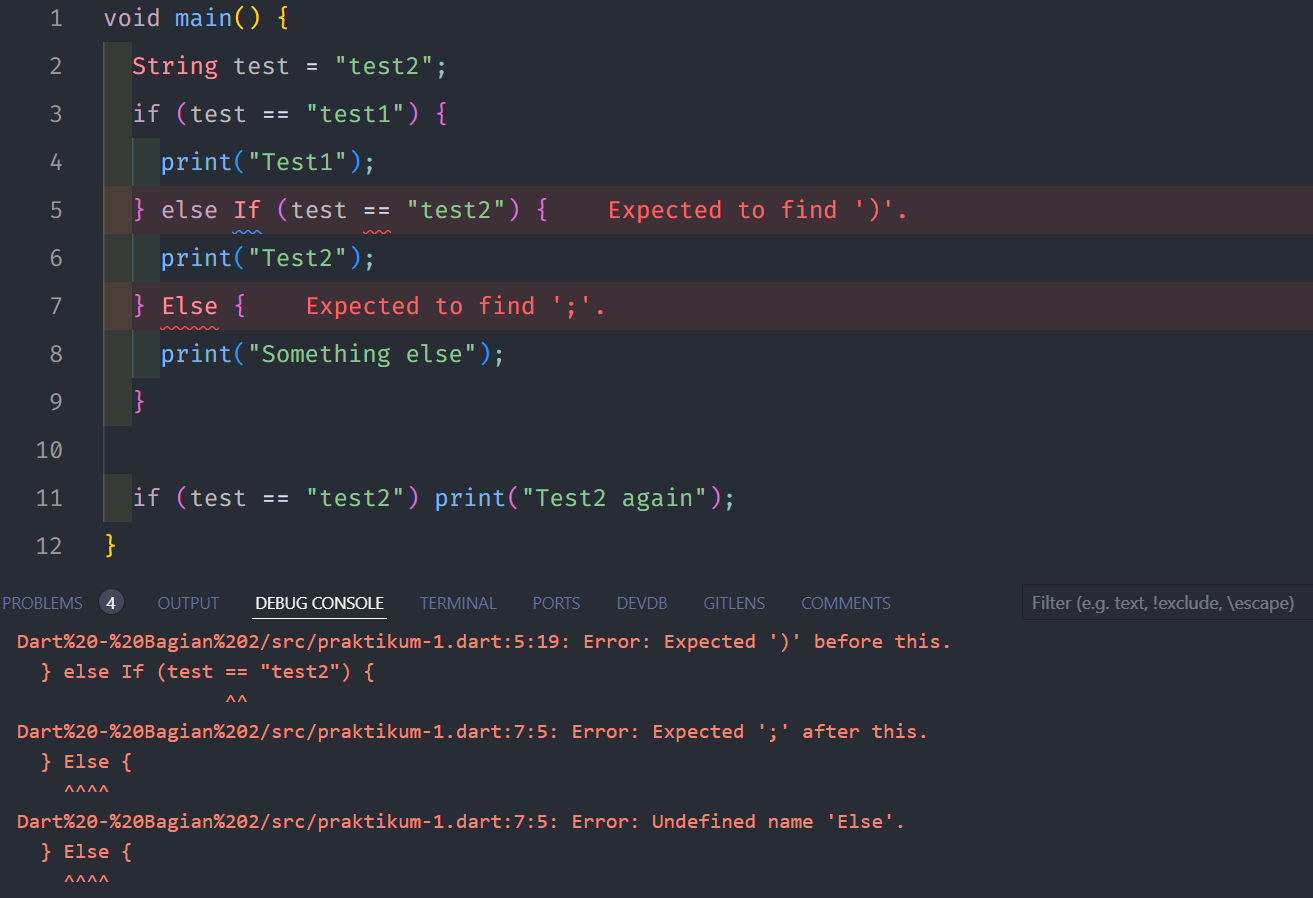 1 void main() {
2 String test = "test2";
3 if (test == "test1") {
4 print("Test1");
5 } else If (test == "test2") { Expected to find ')'.
6 print("Test2");
7 } Else { Expected to find ';'.
8 print("Something else");
9 }
10
11 if (test == "test2") print("Test2 again");
12 }
PROBLEMS 4 OUTPUT DEBUG CONSOLE TERMINAL PORTS DEVDB GITLENS COMMENTS Filter (e.g. text, !exclude, \escape)
Dart%20-%20Bagian%202/src/praktikum-1.dart:5:19: Error: Expected ')' before this.
} else If (test == "test2") {
^^
Dart%20-%20Bagian%202/src/praktikum-1.dart:7:5: Error: Expected ';' after this.
} Else {
^^^^
Dart%20-%20Bagian%202/src/praktikum-1.dart:7:5: Error: Undefined name 'Else'.
} Else {
^^^^